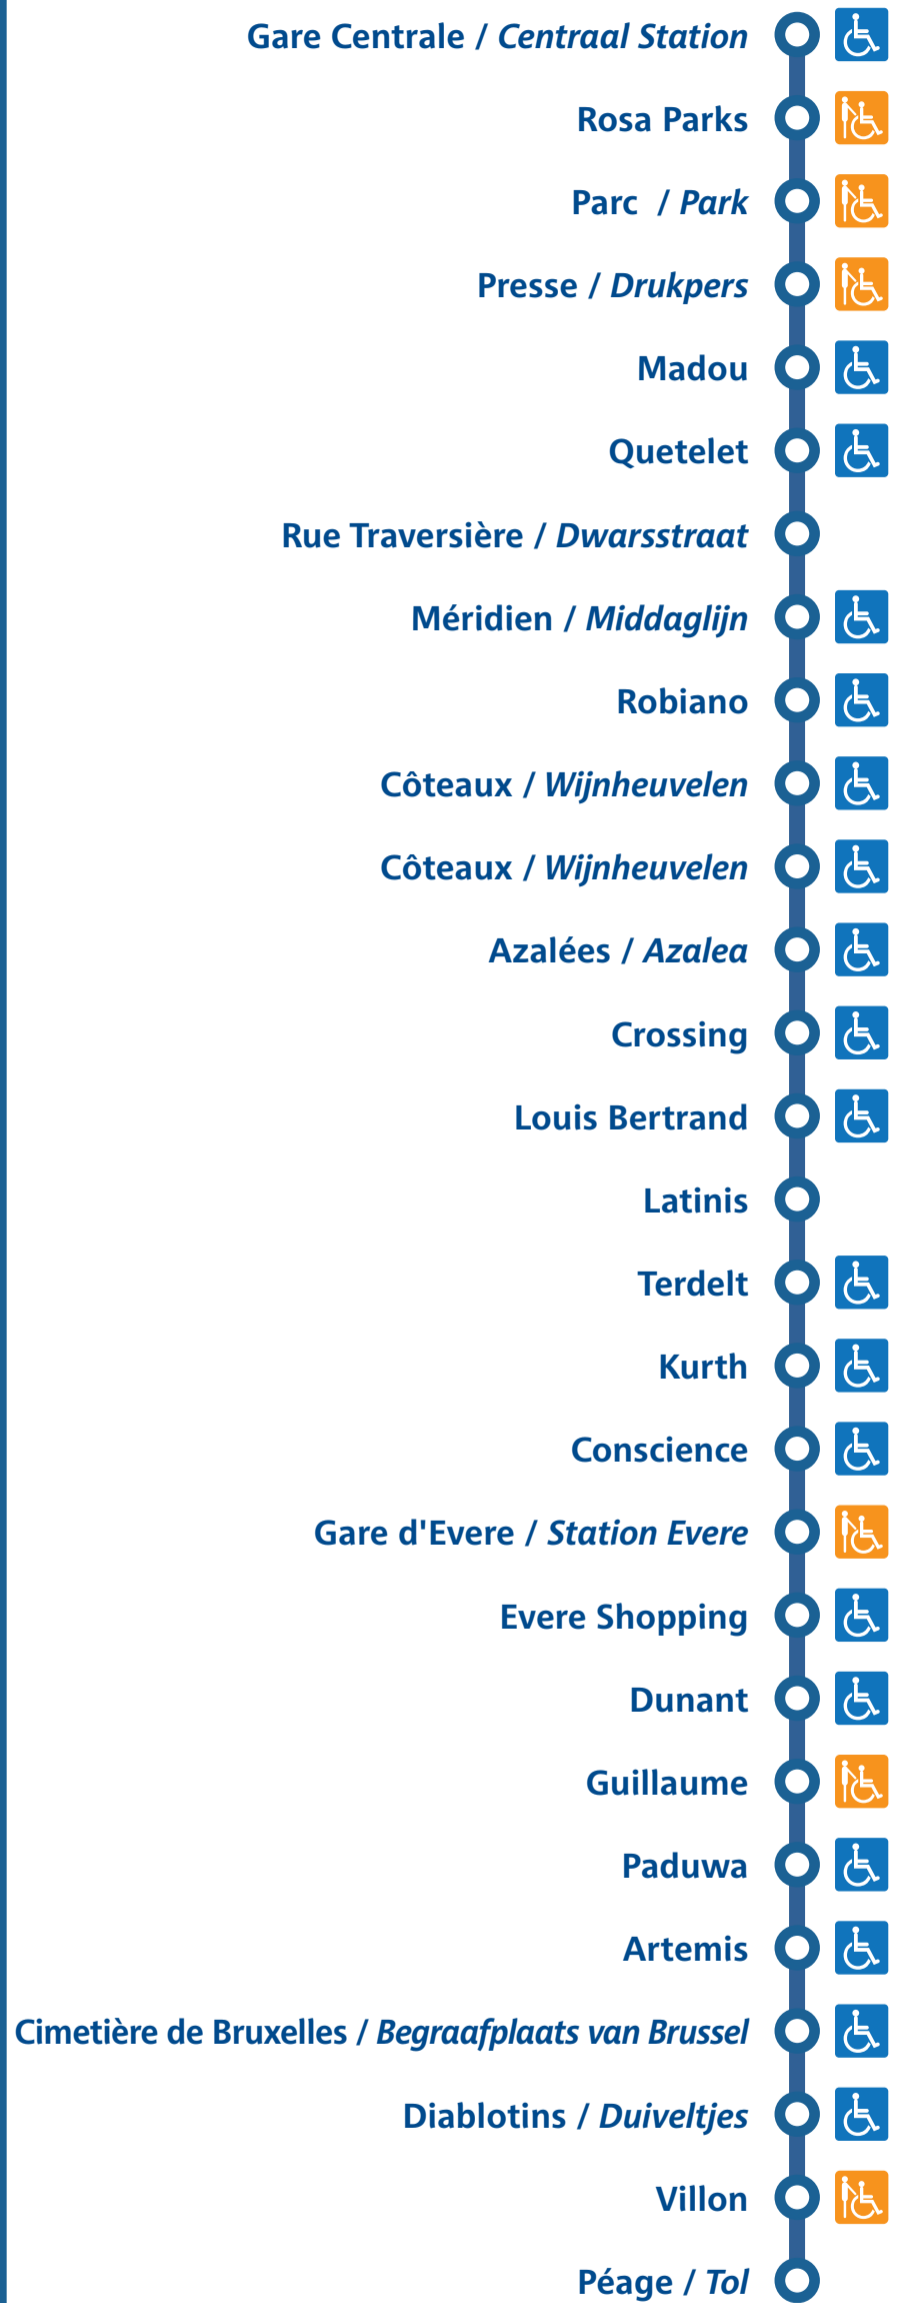 Gare Centrale / Centraal Station
Rosa Parks
Parc / Park
Presse / Drukpers
Madou
Quetelet
Rue Traversière / Dwarsstraat
Méridien / Middaglijn
Robiano
Côteaux / Wijnheuvelen
Côteaux / Wijnheuvelen
Azalées / Azalea
Crossing
Louis Bertrand
Latinis
Terdelt
Kurth
Conscience
Gare d'Evere / Station Evere
Evere Shopping
Dunant
Guillaume
Paduwa
Artemis
Cimetière de Bruxelles / Begraafplaats van Brussel
Diablotins / Duiveltjes
Villon
Péage / Tol